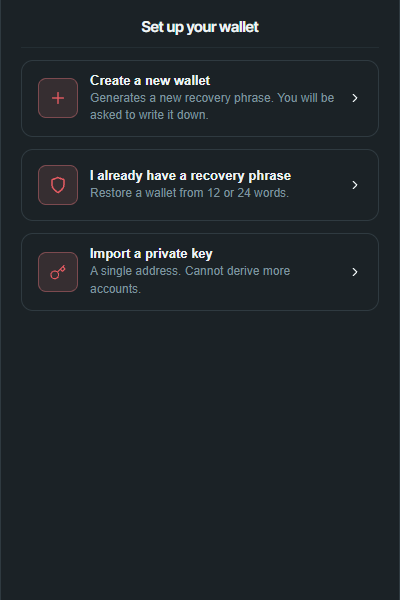 Set up your wallet
Create a new wallet
Generates a new recovery phrase. You will be
asked to write it down.
I already have a recovery phrase
Restore a wallet from 12 or 24 words.
Import a private key
A single address. Cannot derive more
accounts.